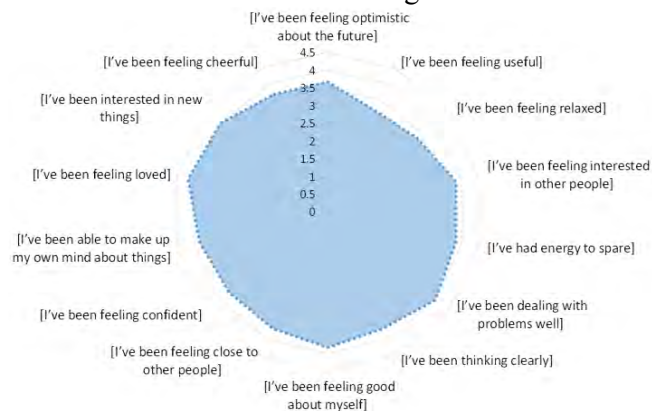 [I've been feeling optimistic
about the future]
[I've been feeling useful]
[I've been feeling relaxed]
[I've been feeling interested
in other people]
[I've had energy to spare]
[I've been dealing with
problems well]
[I've been thinking clearly]
[I've been feeling good
about myself]
[I've been feeling close to
other people]
[I've been feeling confident]
[I've been able to make up
my own mind about things]
[I've been feeling loved]
[I've been interested in new
things]
[I've been feeling cheerful]
4.5
4
3.5
3
2.5
2
1.5
1
0.5
0